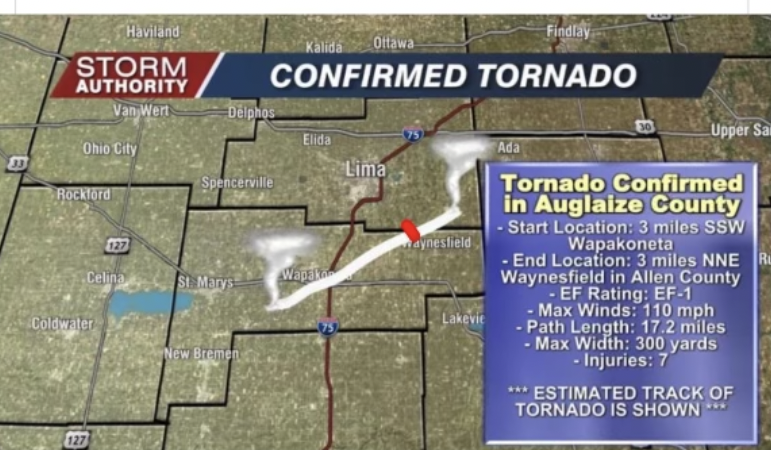 Haviland
Kalida
Ottawa
Findlay
STORM
AUTHORITY
CONFIRMED TORNADO
Van Wert
Delphos
Elida
75
30
Upper Sa
Ohio City
Lima
Ada
33
Rockford
Spencerville
127
Celina
St. Marys
Wapakon
Waynesfield
Coldwater
Lakevie
75
New Bremen
127
Tornado Confirmed
in Auglaize County
- Start Location: 3 miles SSW
Wapakoneta
- End Location: 3 miles NNE
Waynesfield in Allen County
- EF Rating: EF-1
- Max Winds: 110 mph
- Path Length: 17.2 miles
- Max Width: 300 yards
- Injuries: 7
*** ESTIMATED TRACK OF
TORNADO IS SHOWN ***
Ru